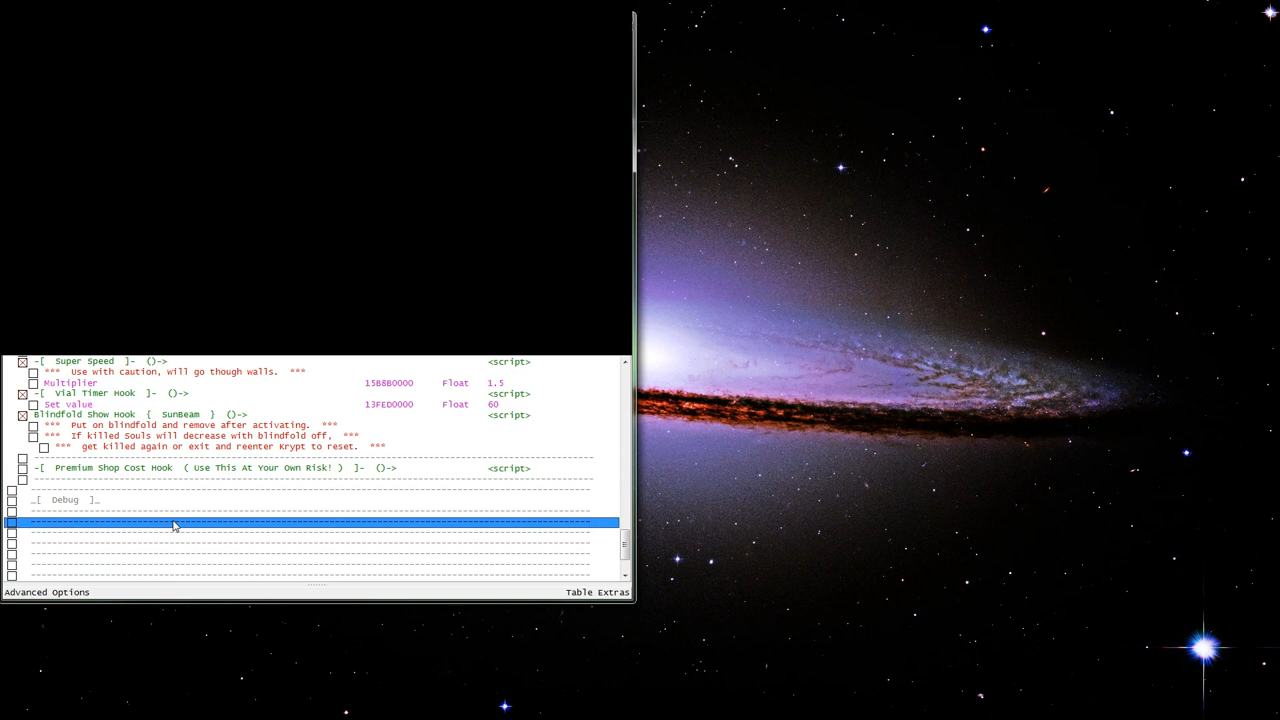 -[  Super Speed  ]-  ()->  <script>
***  Use with caution, will go though walls.  ***
Multiplier  15B8B0000  Float  1.5
-[  Vial Timer Hook  ]-  ()->  <script>
Set value  13FED0000  Float  60
Blindfold Show Hook  {  SunBeam  }  ()->  <script>
***  Put on blindfold and remove after activating.  ***
***  If killed Souls will decrease with blindfold off,  ***
***  get killed again or exit and reenter Krypt to reset.  ***
-[  Premium Shop Cost Hook  ( Use This At Your Own Risk! )  ]-  ()->  <script>
_[  Debug  ]_
Advanced Options  Table Extras